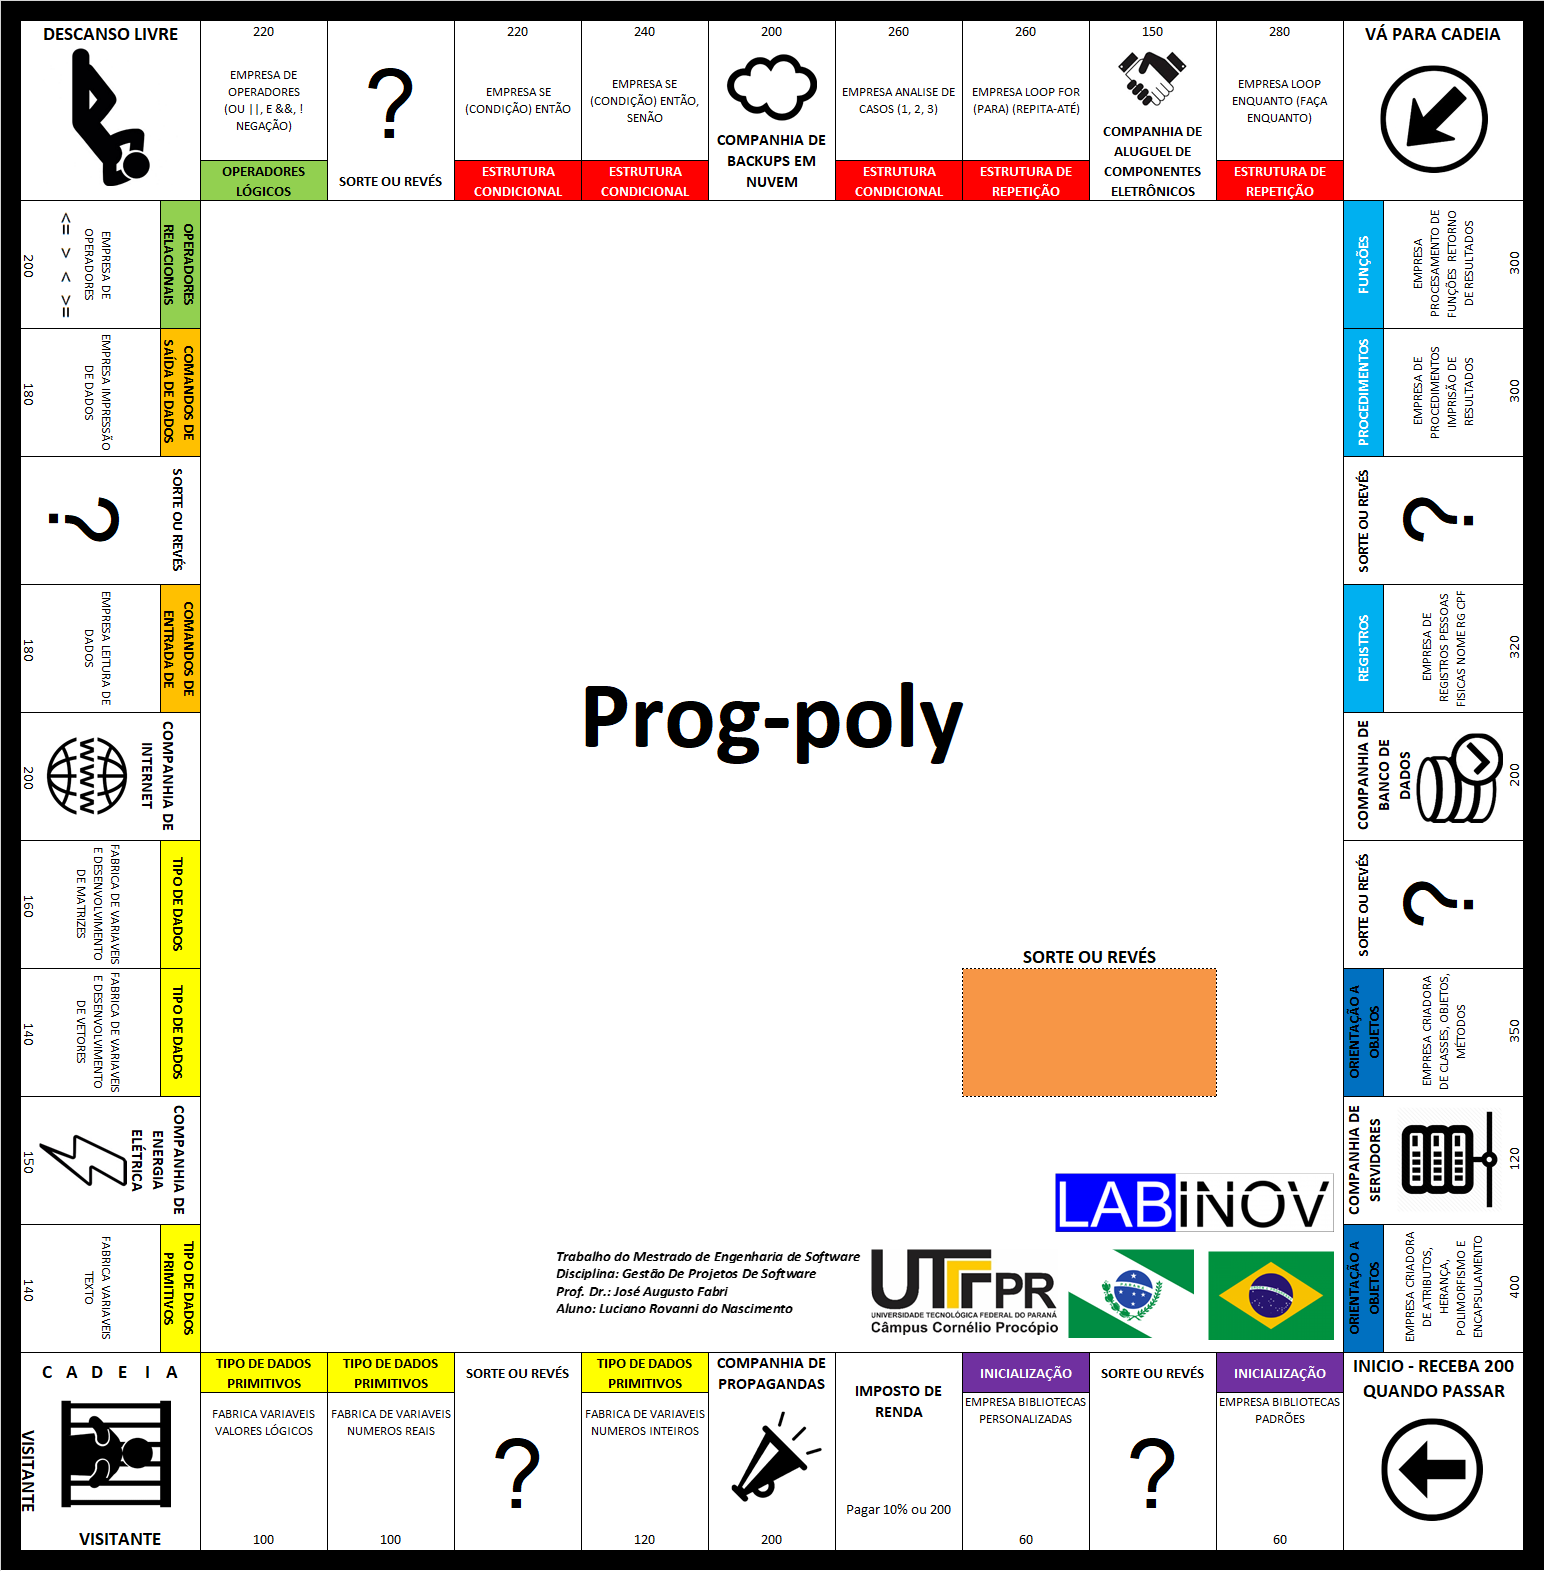 DESCANSO LIVRE
220
EMPRESA DE
OPERADORES
(OU ||, E &&, !
NEGAÇÃO)
OPERADORES
LÓGICOS
?
SORTE OU REVÉS
220
EMPRESA SE
(CONDIÇÃO) ENTÃO
ESTRUTURA
CONDICIONAL
240
EMPRESA SE
(CONDIÇÃO) ENTÃO,
SENÃO
ESTRUTURA
CONDICIONAL
200
COMPANHIA DE
BACKUPS EM
NUVEM
260
EMPRESA ANALISE DE
CASOS (1, 2, 3)
ESTRUTURA
CONDICIONAL
260
EMPRESA LOOP FOR
(PARA) (REPITA-ATÉ)
ESTRUTURA DE
REPETIÇÃO
150
COMPANHIA DE
ALUGUEL DE
COMPONENTES
ELETRÔNICOS
280
EMPRESA LOOP
ENQUANTO (FAÇA
ENQUANTO)
ESTRUTURA DE
REPETIÇÃO
VÁ PARA CADEIA
OPERADORES
RELACIONAIS
EMPRESA DE
OPERADORES
<= > < >=
200
COMANDOS DE
SAÍDA DE DADOS
EMPRESA IMPRESSÃO
DE DADOS
180
SORTE OU REVÉS
?
COMANDOS DE
ENTRADA DE
EMPRESA LEITURA DE
DADOS
180
COMPANHIA DE
INTERNET
WWW
200
TIPO DE DADOS
FABRICA DE VARIAVEIS
E DESENVOLVIMENTO
DE MATRIZES
160
TIPO DE DADOS
FABRICA DE VARIAVEIS
E DESENVOLVIMENTO
DE VETORES
140
COMPANHIA DE
ENERGIA
ELÉTRICA
150
TIPO DE DADOS
PRIMITIVOS
FABRICA VARIAVEIS
TEXTO
140
FUNÇÕES
EMPRESA
PROCESAMENTO DE
FUNÇÕES RETORNO
DE RESULTADOS
300
PROCEDIMENTOS
EMPRESA DE
PROCEDIMENTOS
IMPRISÃO DE
RESULTADOS
300
SORTE OU REVÉS
?
REGISTROS
EMPRESA DE
REGISTROS PESSOAS
FISICAS NOME RG CPF
320
COMPANHIA DE
BANCO DE
DADOS
200
SORTE OU REVÉS
?
ORIENTAÇÃO A
OBJETOS
EMPRESA CRIADORA
DE CLASSES, OBJETOS,
MÉTODOS
350
COMPANHIA DE
SERVIDORES
120
ORIENTAÇÃO A
OBJETOS
EMPRESA CRIADORA
DE ATRIBUTOS,
HERANÇA,
POLIMORFISMO E
ENCAPSULAMENTO
400
Prog-poly
SORTE OU REVÉS
LABINOV
Trabalho do Mestrado de Engenharia de Software
Disciplina: Gestão De Projetos De Software
Prof. Dr.: José Augusto Fabri
Aluno: Luciano Rovanni do Nascimento
UTFPR
UNIVERSIDADE TECNOLÓGICA FEDERAL DO PARANÁ
Câmpus Cornélio Procópio
C A D E I A
VISITANTE
VISITANTE
TIPO DE DADOS
PRIMITIVOS
FABRICA VARIAVEIS
VALORES LÓGICOS
100
TIPO DE DADOS
PRIMITIVOS
FABRICA DE VARIAVEIS
NUMEROS REAIS
100
SORTE OU REVÉS
?
TIPO DE DADOS
PRIMITIVOS
FABRICA DE VARIAVEIS
NUMEROS INTEIROS
120
COMPANHIA DE
PROPAGANDAS
200
IMPOSTO DE
RENDA
Pagar 10% ou 200
INICIALIZAÇÃO
EMPRESA BIBLIOTECAS
PERSONALIZADAS
60
SORTE OU REVÉS
?
INICIALIZAÇÃO
EMPRESA BIBLIOTECAS
PADRÕES
60
INICIO - RECEBA 200
QUANDO PASSAR